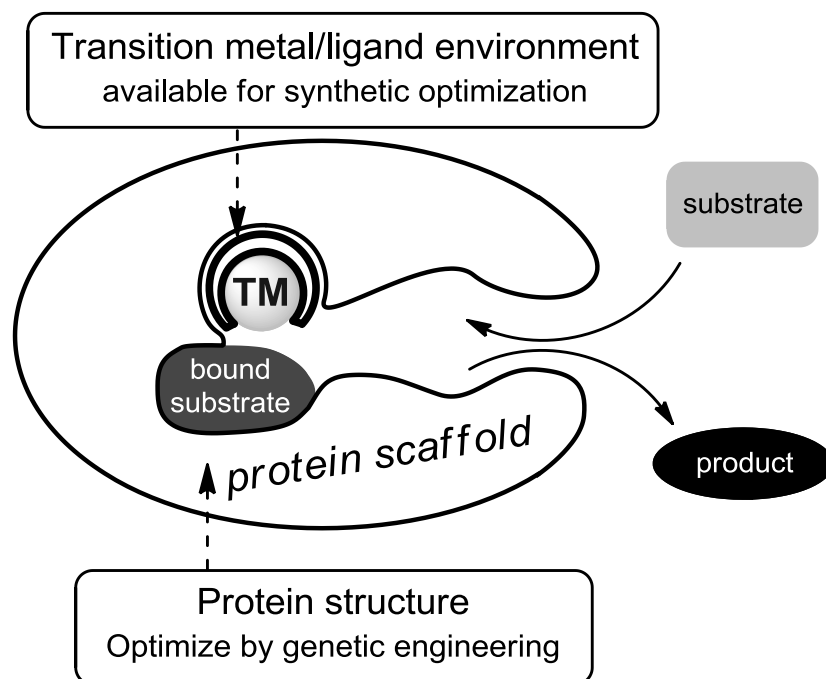 Transition metal/ligand environment
available for synthetic optimization
substrate
TM
bound
substrate
protein scaffold
product
Protein structure
Optimize by genetic engineering